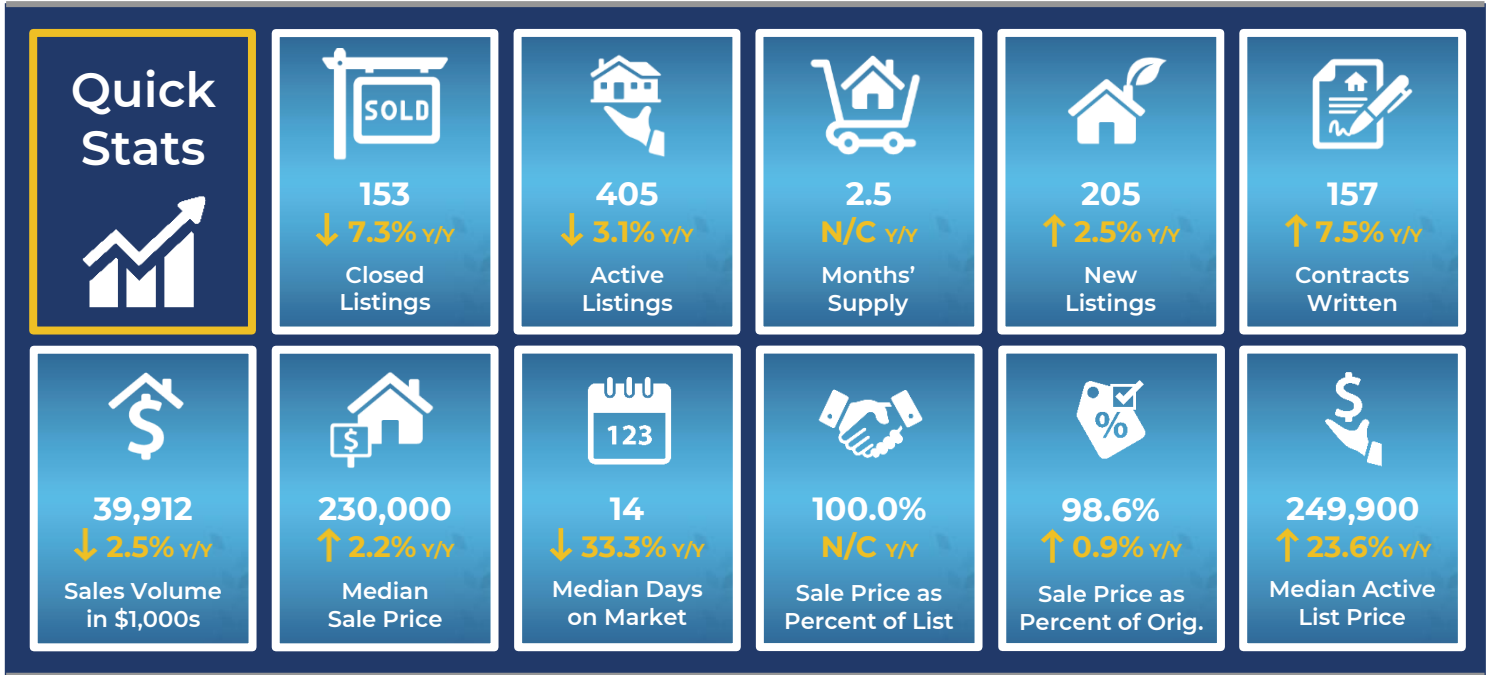 Quick
Stats
SOLD
153
↓ 7.3% Y/Y
Closed
Listings
405
↓ 3.1% Y/Y
Active
Listings
2.5
N/C Y/Y
Months’
Supply
205
↑ 2.5% Y/Y
New
Listings
157
↑ 7.5% Y/Y
Contracts
Written
$
39,912
↓ 2.5% Y/Y
Sales Volume
in $1,000s
$
230,000
↑ 2.2% Y/Y
Median
Sale Price
123
14
↓ 33.3% Y/Y
Median Days
on Market
100.0%
N/C Y/Y
Sale Price as
Percent of List
%
98.6%
↑ 0.9% Y/Y
Sale Price as
Percent of Orig.
$
249,900
↑ 23.6% Y/Y
Median Active
List Price